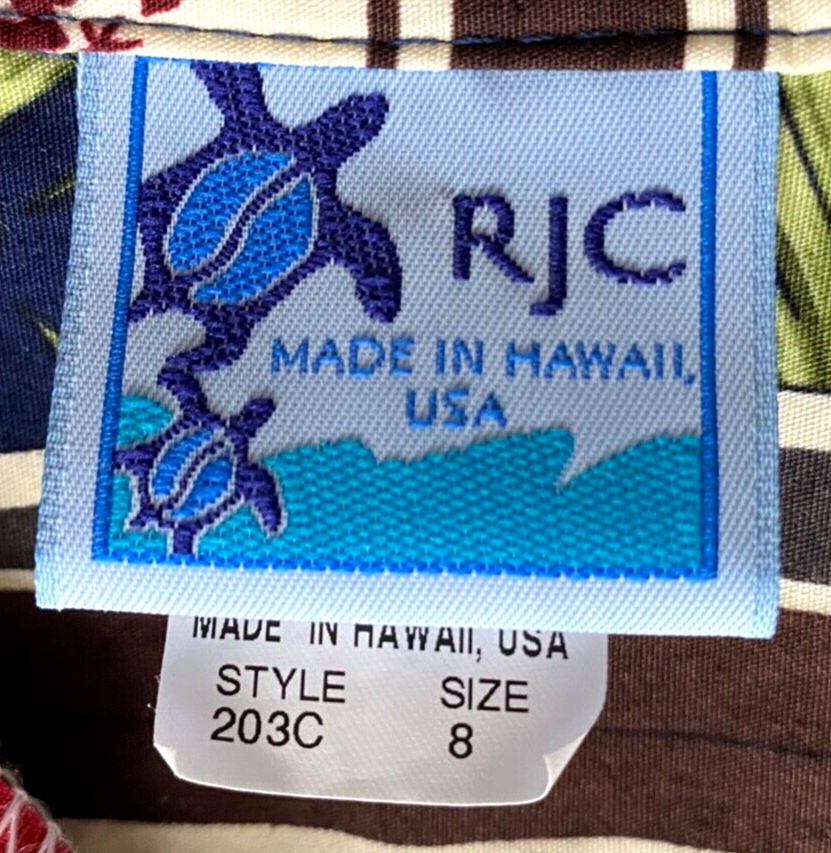 RJC
MADE IN HAWAII,
USA
MADE IN HAWAII, USA
STYLE SIZE
203C 8